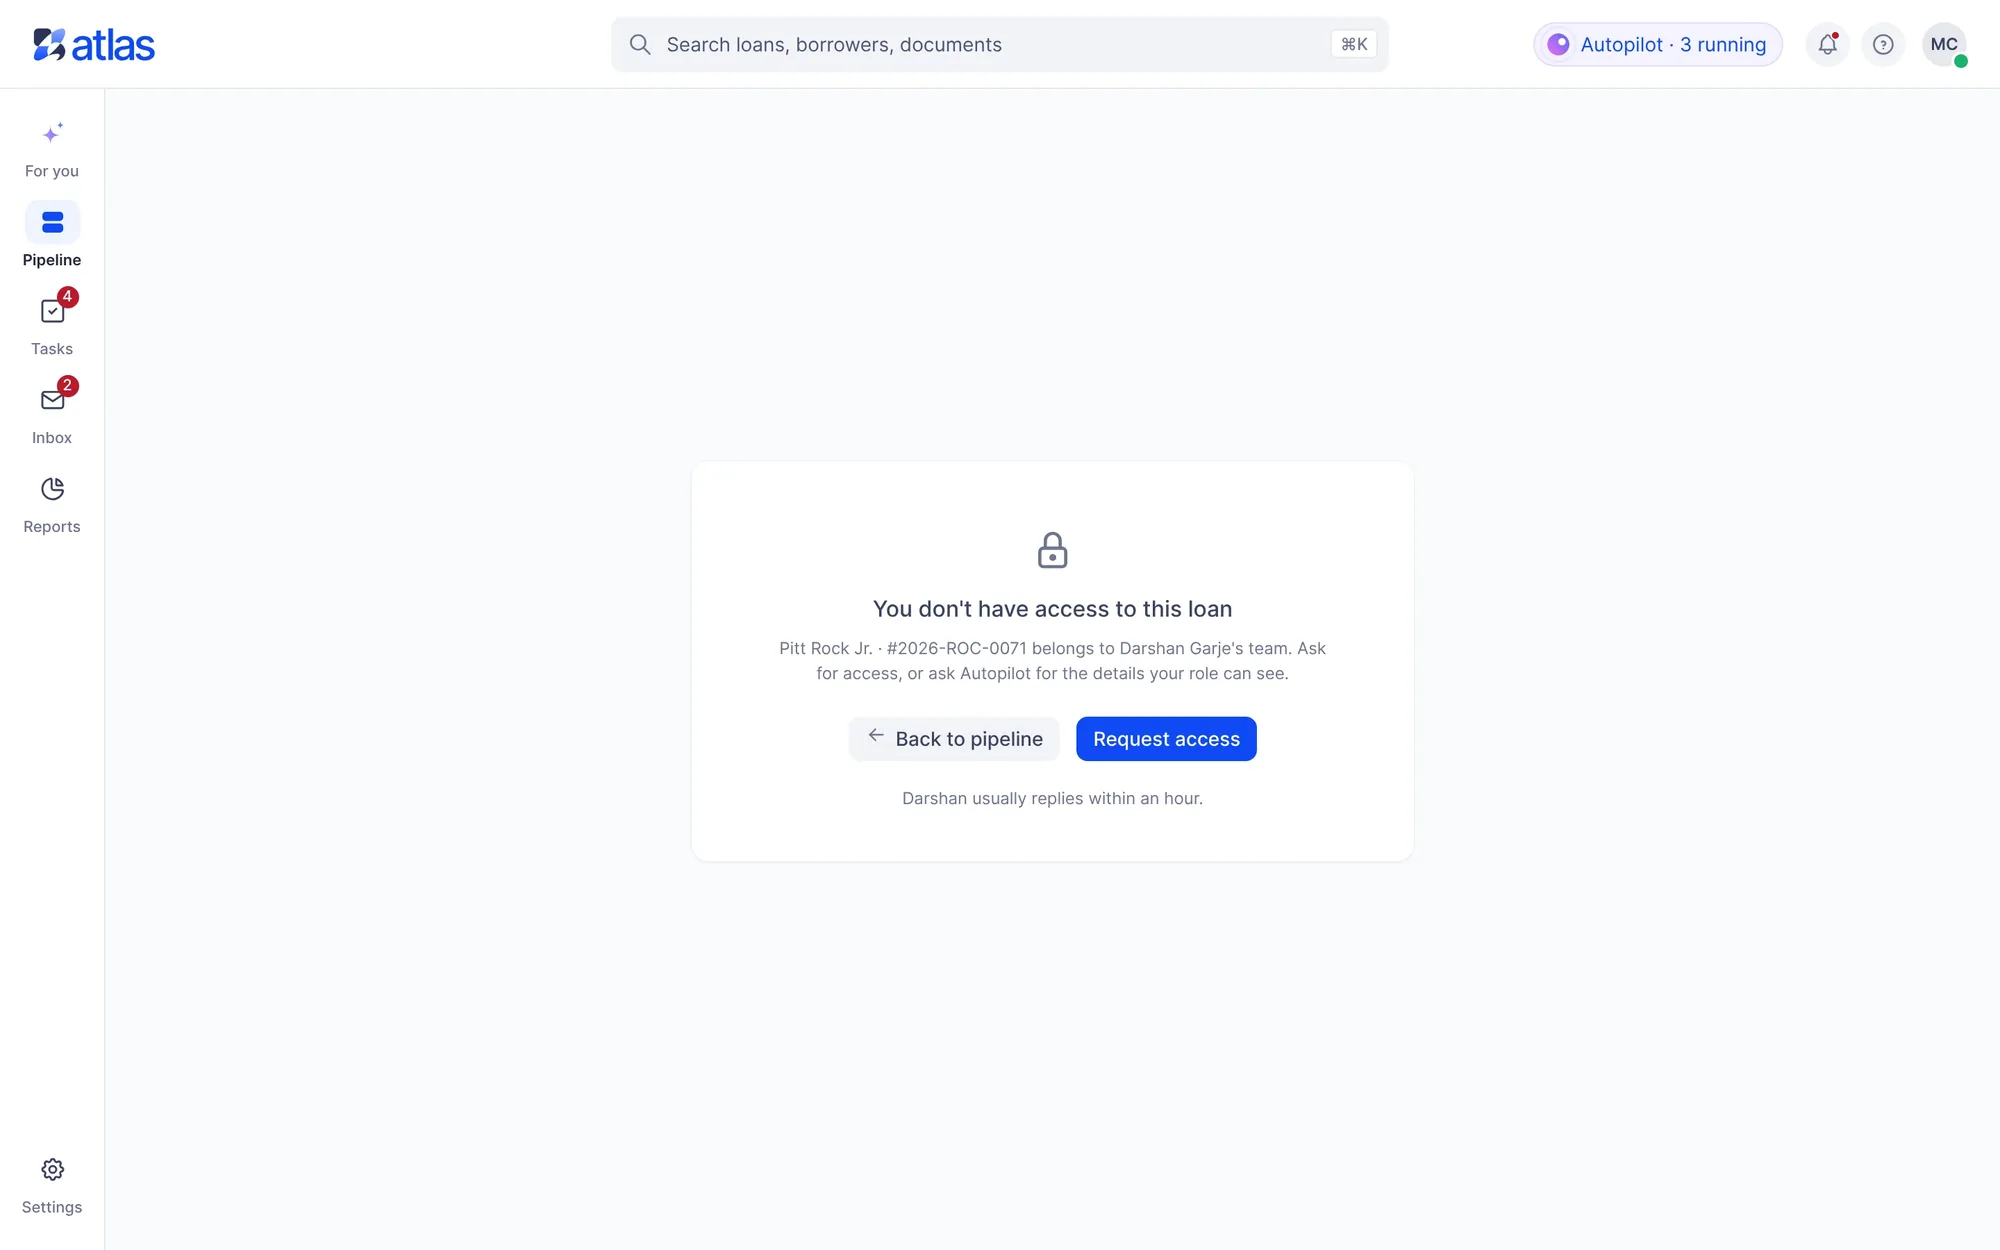 atlas
Search loans, borrowers, documents
⌘K
Autopilot · 3 running
MC
For you
Pipeline
4
Tasks
2
Inbox
Reports
You don't have access to this loan
Pitt Rock Jr. · #2026-ROC-0071 belongs to Darshan Garje's team. Ask
for access, or ask Autopilot for the details your role can see.
Back to pipeline
Request access
Darshan usually replies within an hour.
Settings